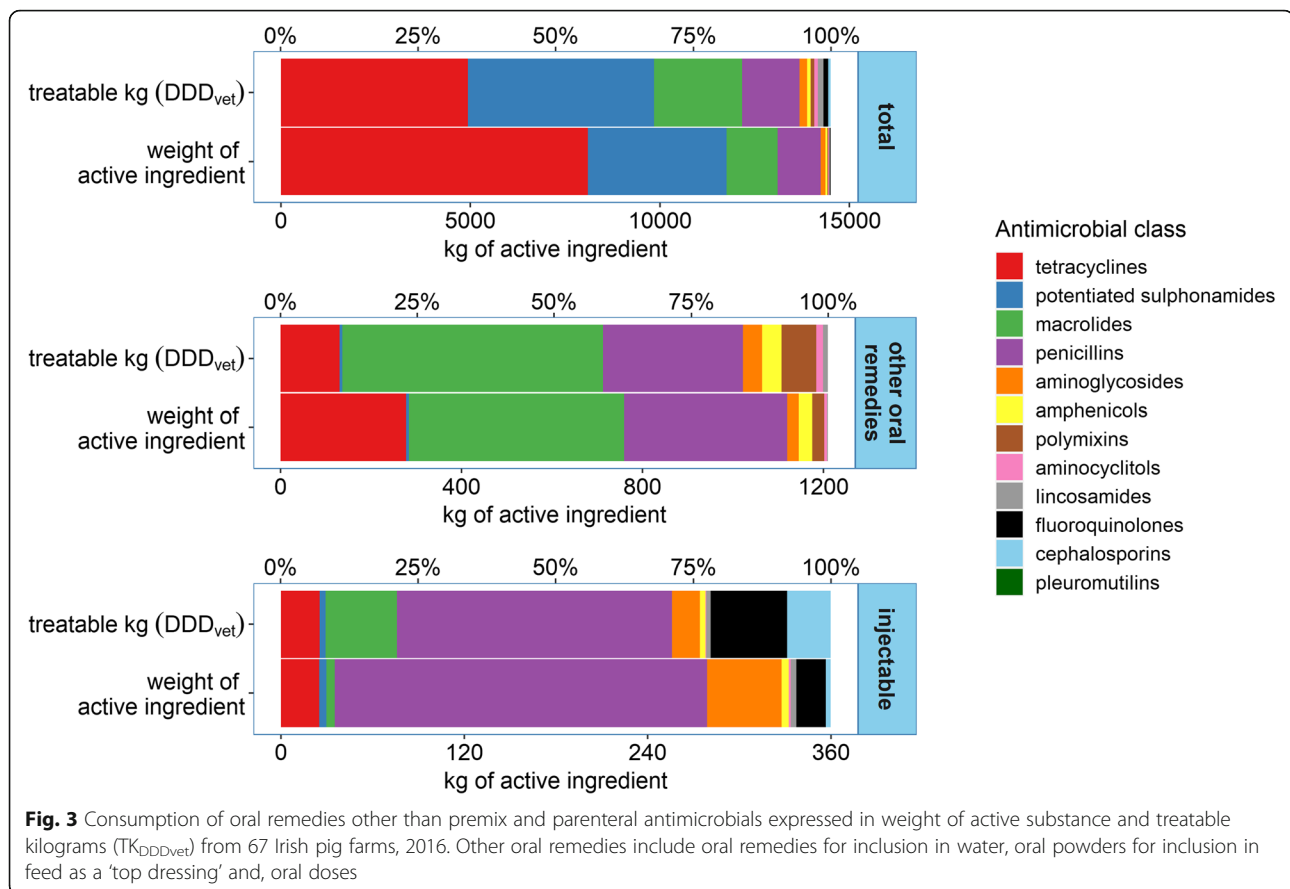 0% 25% 50% 75% 100%
treatable kg (DDDvet)
weight of
active ingredient
total
0 5000 10000 15000
kg of active ingredient
0% 25% 50% 75% 100%
treatable kg (DDDvet)
weight of
active ingredient
other oral
remedies
0 400 800 1200
kg of active ingredient
0% 25% 50% 75% 100%
treatable kg (DDDvet)
weight of
active ingredient
injectable
0 120 240 360
kg of active ingredient
Antimicrobial class
tetracyclines
potentiated sulphonamides
macrolides
penicillins
aminoglycosides
amphenicols
polymixins
aminocyclitols
lincosamides
fluoroquinolones
cephalosporins
pleuromutilins
Fig. 3 Consumption of oral remedies other than premix and parenteral antimicrobials expressed in weight of active substance and treatable
kilograms (TKDDDvet) from 67 Irish pig farms, 2016. Other oral remedies include oral remedies for inclusion in water, oral powders for inclusion in
feed as a ‘top dressing’ and, oral doses